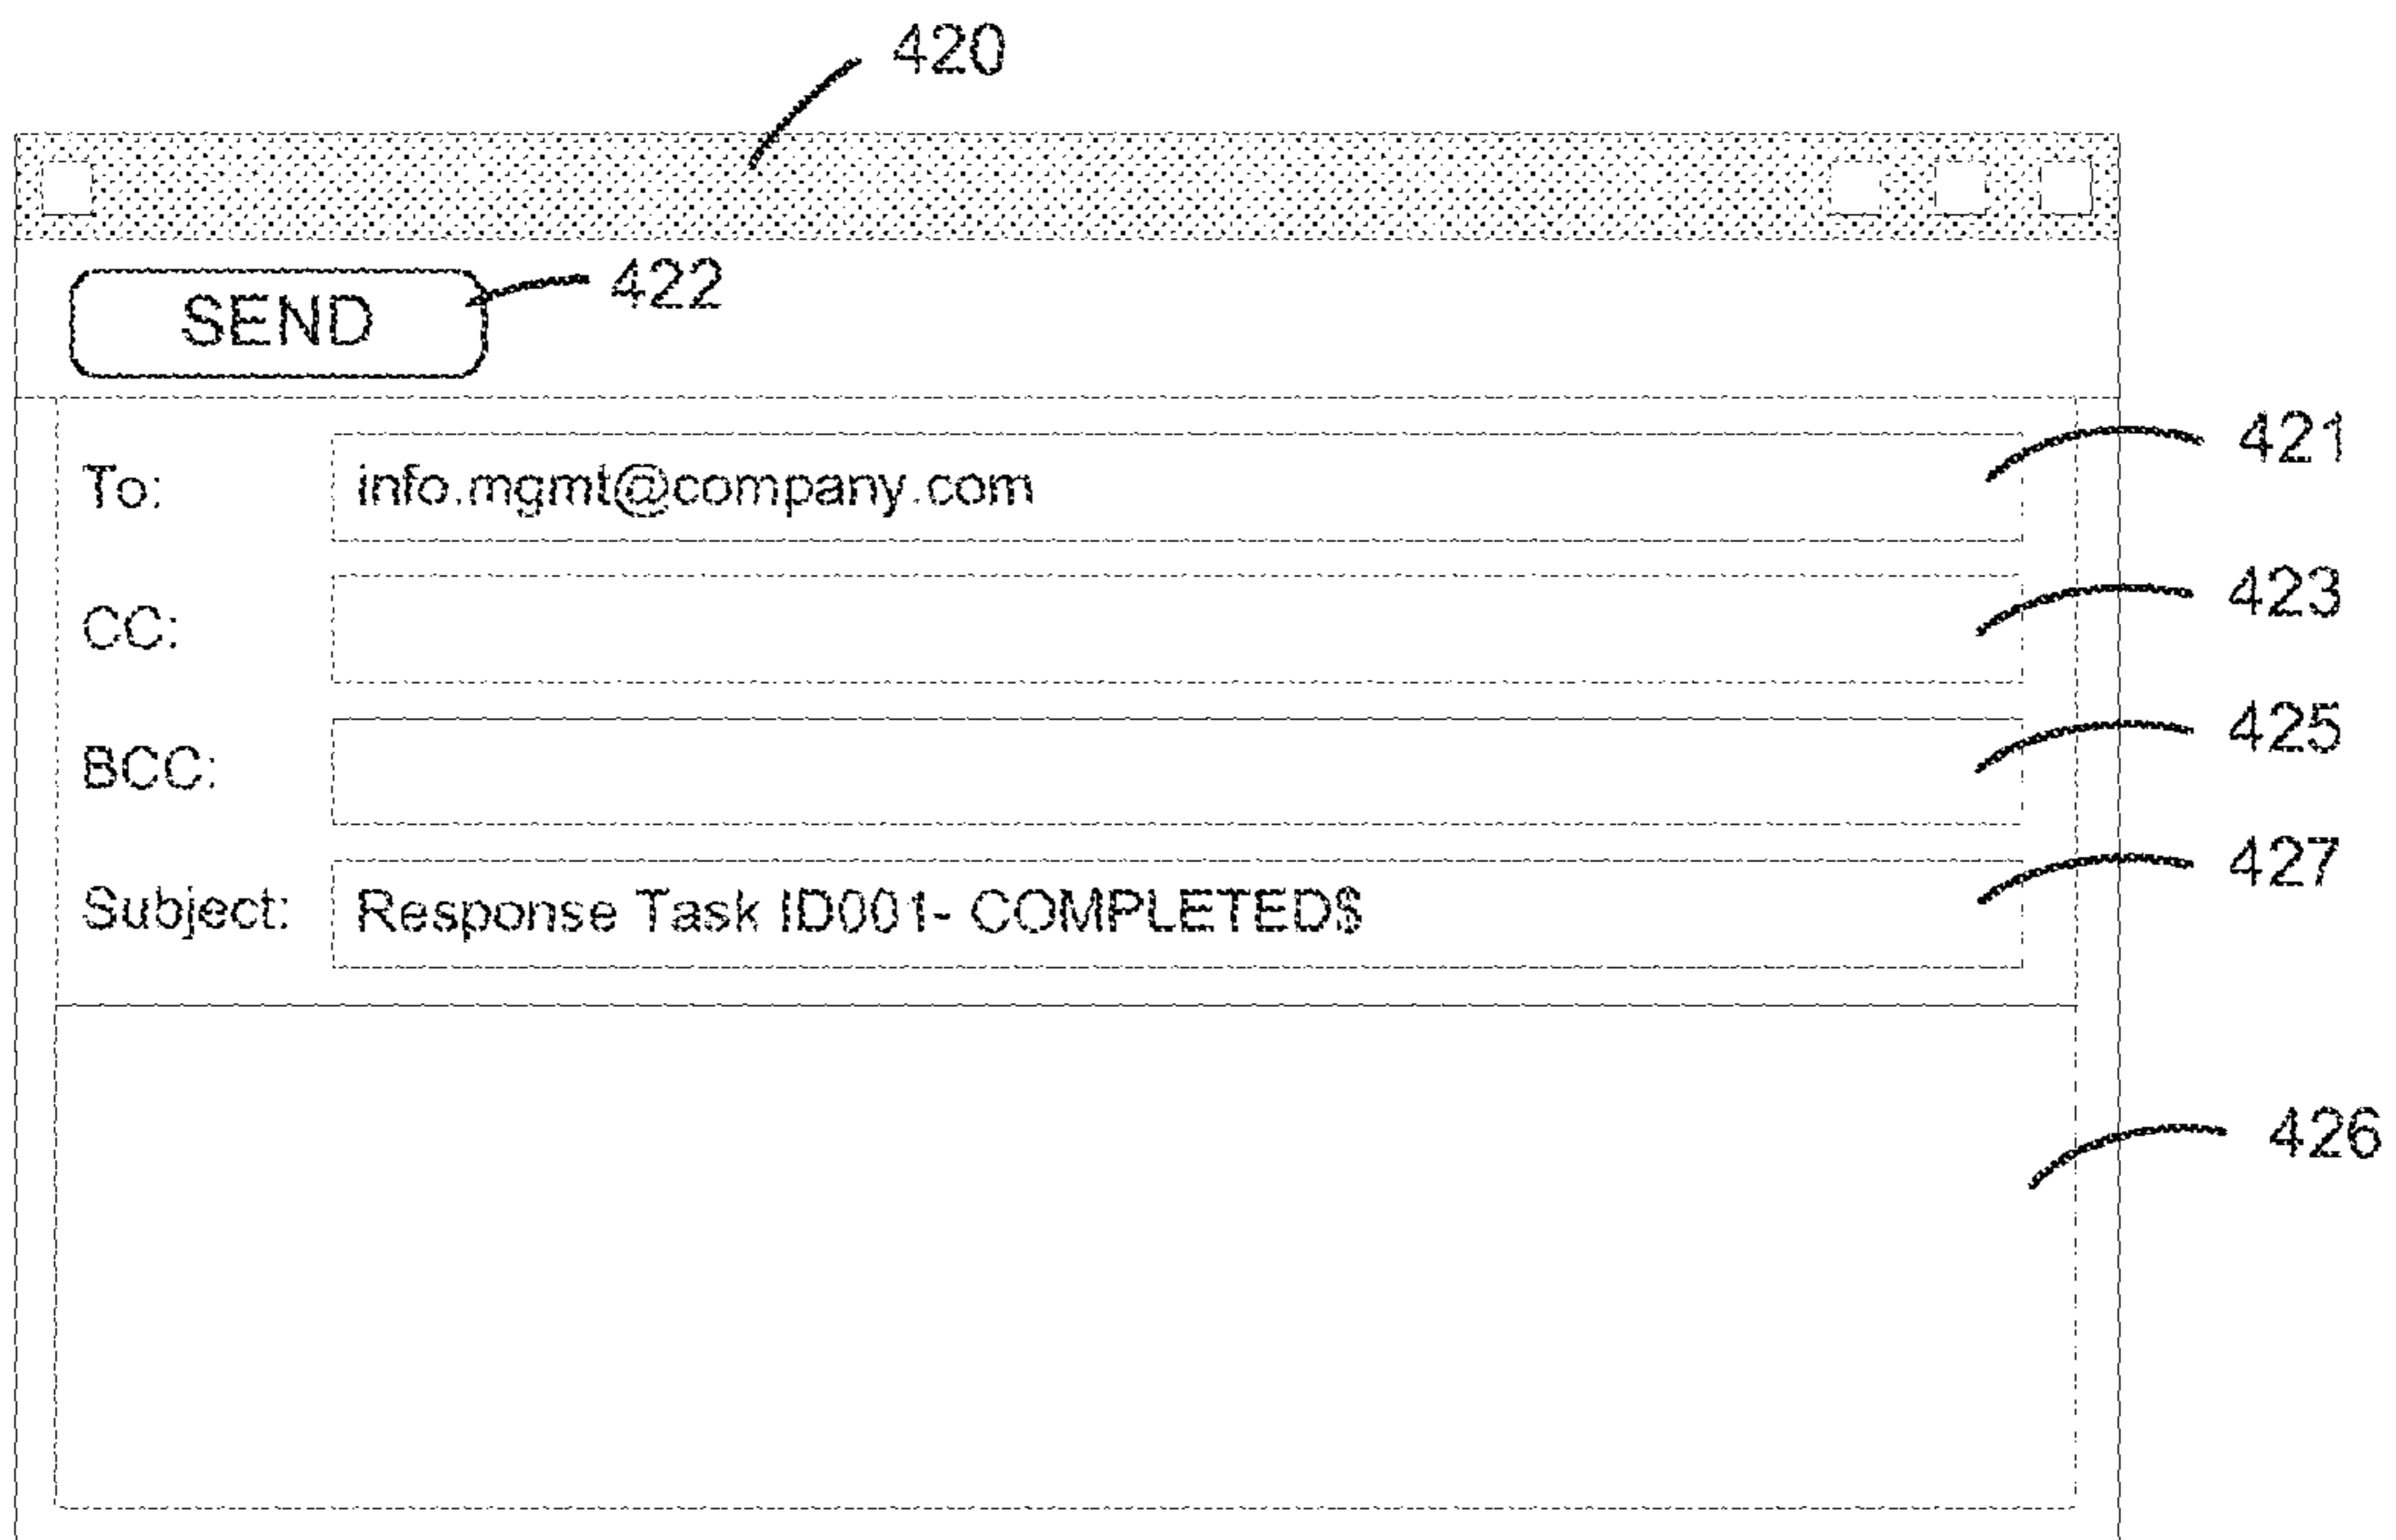 420
SEND 422
To: info.mgmt@company.com 421
CC: 423
BCC: 425
Subject: Response Task ID001- COMPLETED$ 427
426